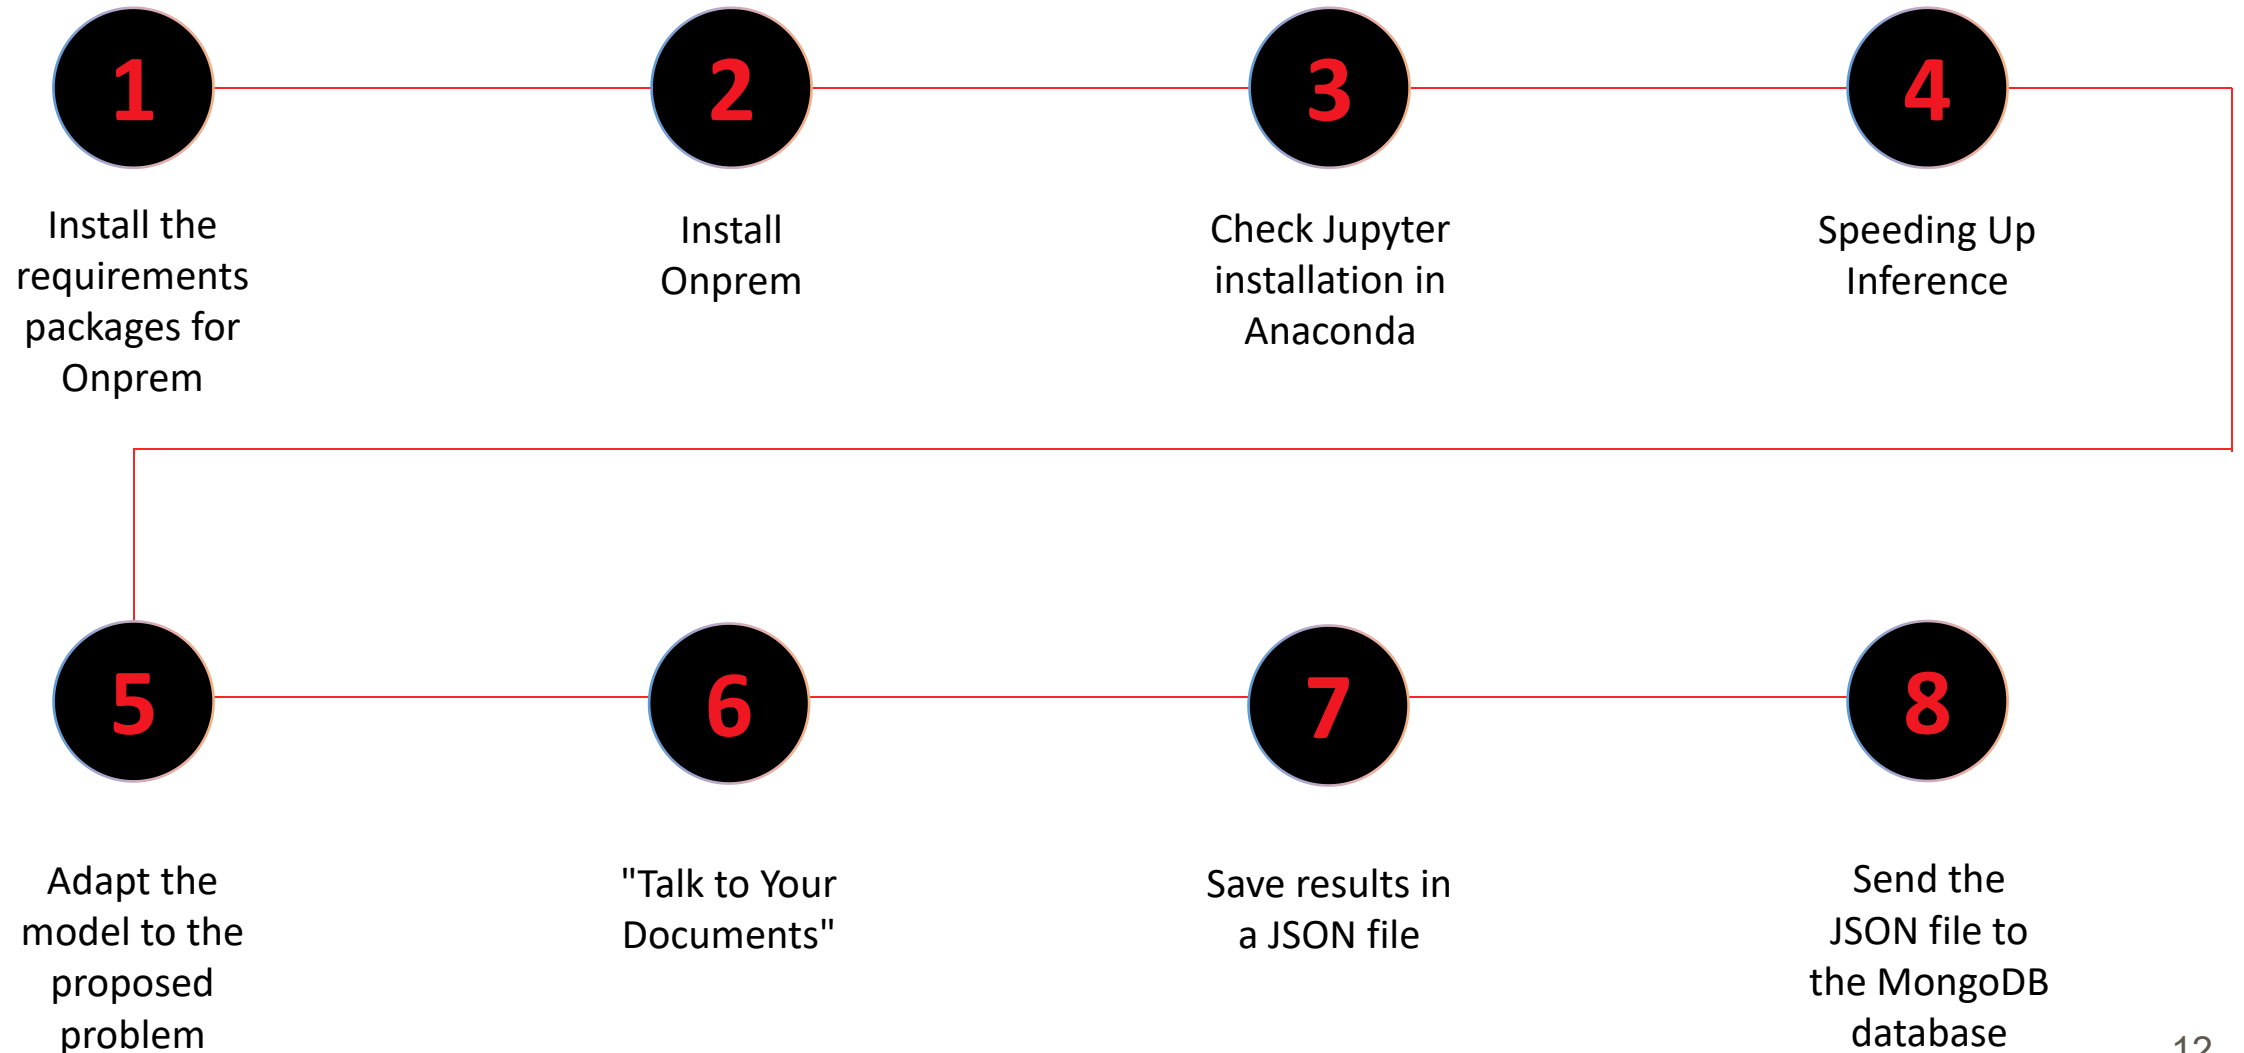 1
2
3
4
Install the
requirements
packages for
Onprem
Install
Onprem
Check Jupyter
installation in
Anaconda
Speeding Up
Inference
5
6
7
8
Adapt the
model to the
proposed
problem
"Talk to Your
Documents"
Save results in
a JSON file
Send the
JSON file to
the MongoDB
database
12